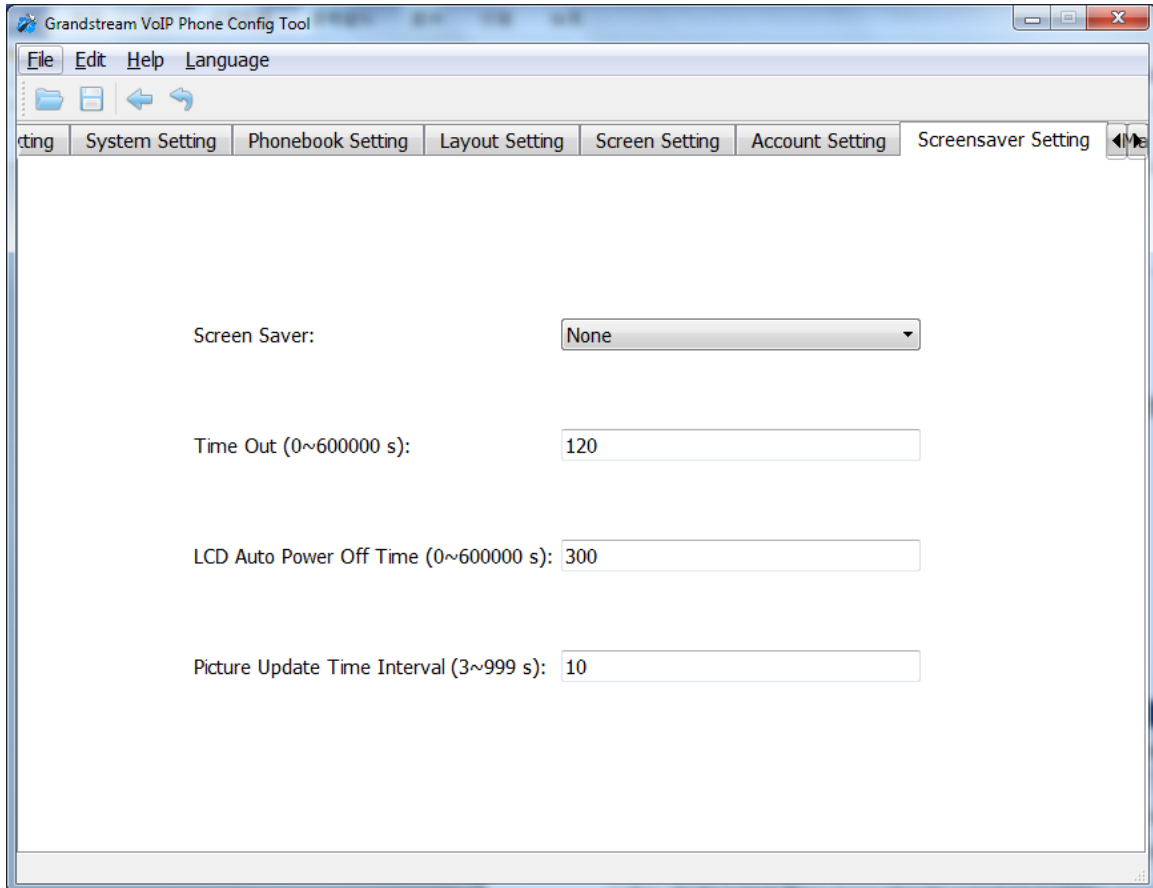 Grandstream VoIP Phone Config Tool
File Edit Help Language
System Setting Phonebook Setting Layout Setting Screen Setting Account Setting Screensaver Setting
Screen Saver: None
Time Out (0~600000 s): 120
LCD Auto Power Off Time (0~600000 s): 300
Picture Update Time Interval (3~999 s): 10